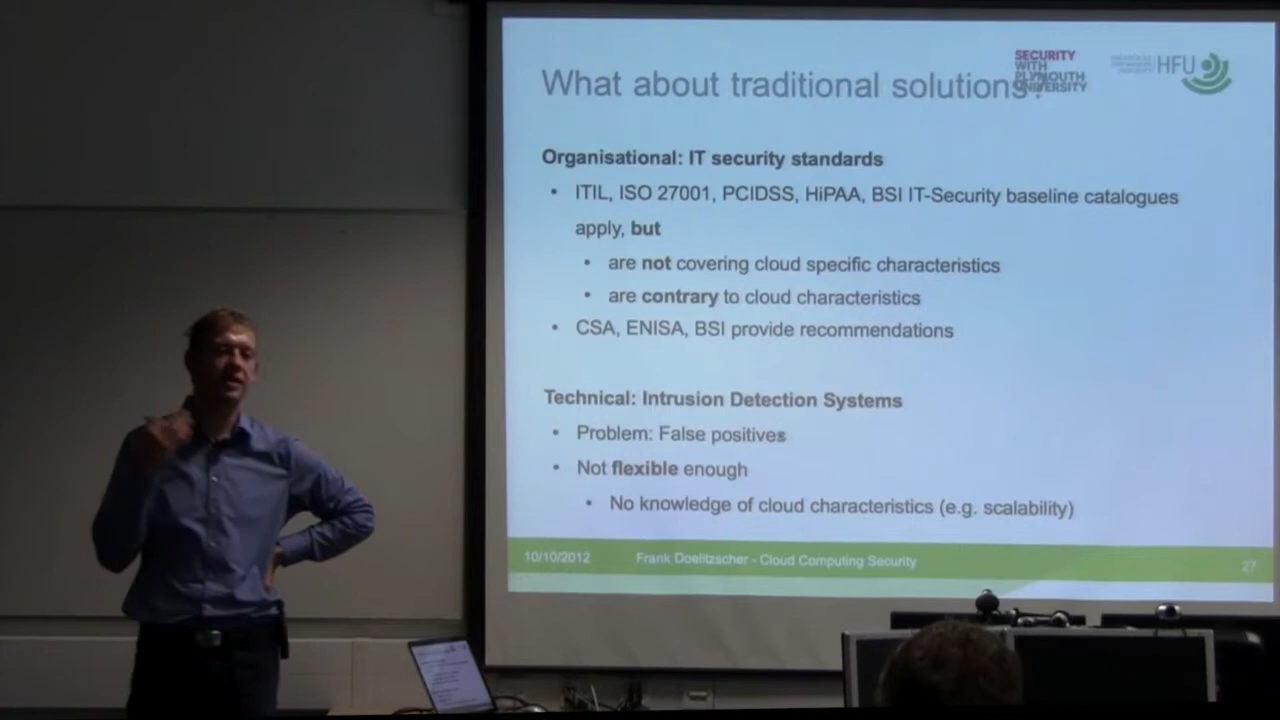 SECURITY
WITH
PLYMOUTH
UNIVERSITY
HFU
What about traditional solutions?
Organisational: IT security standards
• ITIL, ISO 27001, PCIDSS, HiPAA, BSI IT-Security baseline catalogues
apply, but
• are not covering cloud specific characteristics
• are contrary to cloud characteristics
• CSA, ENISA, BSI provide recommendations
Technical: Intrusion Detection Systems
• Problem: False positives
• Not flexible enough
• No knowledge of cloud characteristics (e.g. scalability)
10/10/2012 Frank Doelitzscher - Cloud Computing Security 27